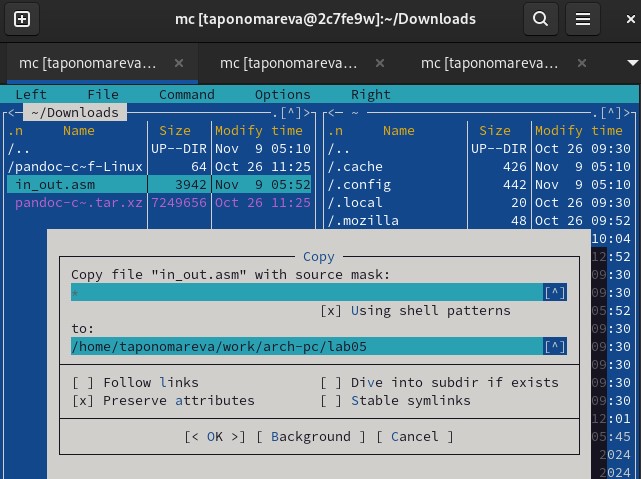 mc [taponomareva@2c7fe9w]:~/Downloads
mc [taponomareva… × mc [taponomareva… × mc [taponomareva… ×
Left File Command Options Right
<─ ~/Downloads .[^]> <─ ~ .[^]>
.n Name Size Modify time .n Name Size Modify time
/.. UP--DIR Nov 9 05:10 /.. UP--DIR Oct 26 09:30
/pandoc-c~f-Linux 64 Oct 26 11:25 /.cache 426 Nov 9 05:10
in_out.asm 3942 Nov 9 05:52 /.config 442 Nov 9 05:10
pandoc-c~.tar.xz 7249656 Oct 26 11:25 /.local 20 Oct 26 09:30
/.mozilla 48 Oct 26 09:52
10:04
Copy 12:52
Copy file "in_out.asm" with source mask: 09:30
* [^] 09:30
[x] Using shell patterns 05:52
to: 09:30
/home/taponomareva/work/arch-pc/lab05 [^] 09:30
09:30
[ ] Follow links [ ] Dive into subdir if exists 09:30
[x] Preserve attributes [ ] Stable symlinks 09:30
12:01
[< OK >] [ Background ] [ Cancel ] 05:45
2024
2024